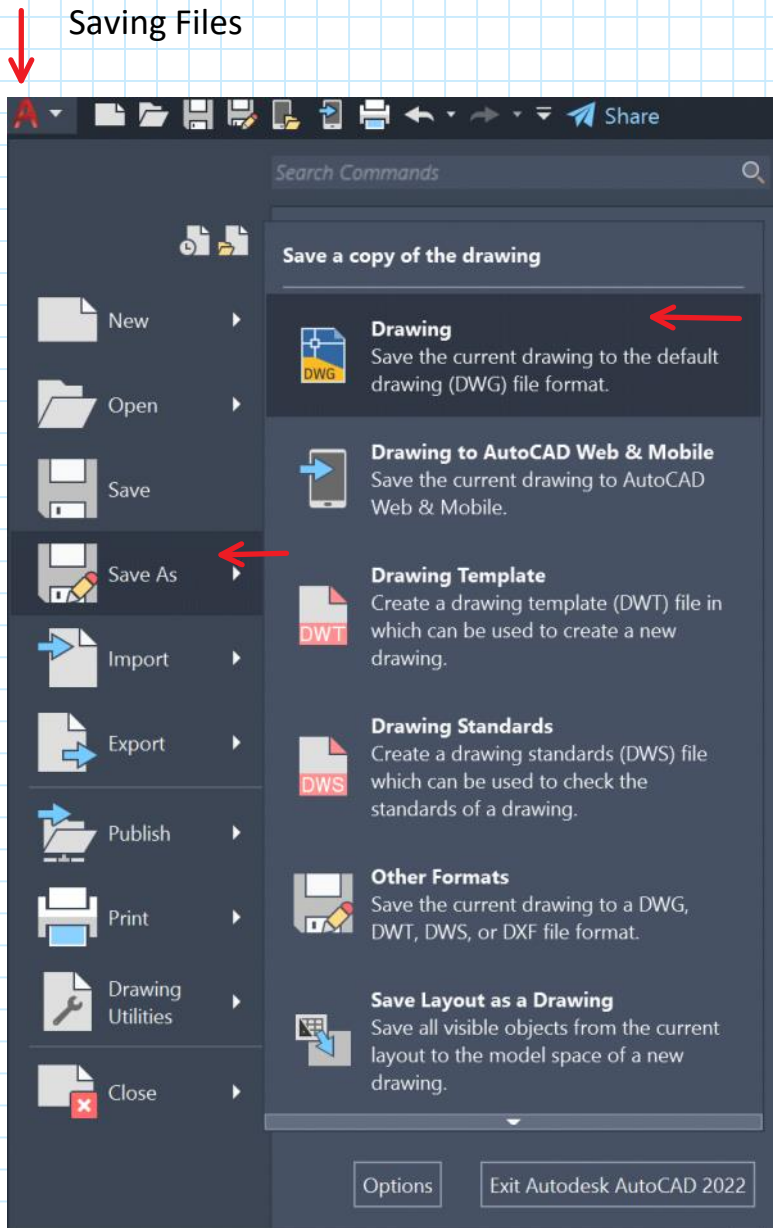 Saving Files
A
Share
Search Commands
Save a copy of the drawing
New
Open
Save
Save As
Import
Export
Publish
Print
Drawing
Utilities
Close
DWG
Drawing
Save the current drawing to the default
drawing (DWG) file format.
Drawing to AutoCAD Web & Mobile
Save the current drawing to AutoCAD
Web & Mobile.
DWT
Drawing Template
Create a drawing template (DWT) file in
which can be used to create a new
drawing.
DWS
Drawing Standards
Create a drawing standards (DWS) file
which can be used to check the
standards of a drawing.
Other Formats
Save the current drawing to a DWG,
DWT, DWS, or DXF file format.
Save Layout as a Drawing
Save all visible objects from the current
layout to the model space of a new
drawing.
Options
Exit Autodesk AutoCAD 2022